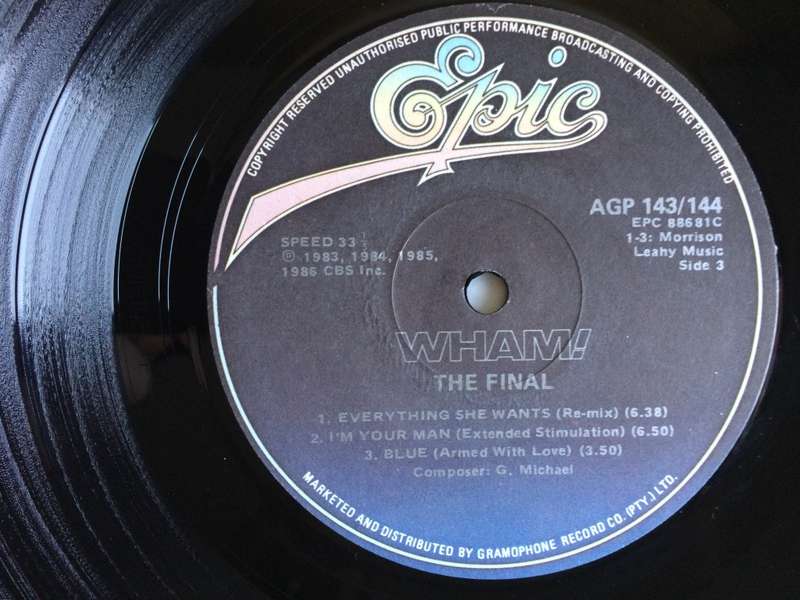 COPYRIGHT RESERVED UNAUTHORISED PUBLIC PERFORMANCE BROADCASTING AND COPYING PROHIBITED
Epic
AGP 143/144
EPC 88681C
1-3: Morrison
Leahy Music
Side 3
SPEED 33 1/3
℗ 1983, 1984, 1985,
1986 CBS Inc.
WHAM!
THE FINAL
1. EVERYTHING SHE WANTS (Re-mix) (6.38)
2. I'M YOUR MAN (Extended Stimulation) (6.50)
3. BLUE (Armed With Love) (3.50)
Composer: G. Michael
MARKETED AND DISTRIBUTED BY GRAMOPHONE RECORD CO. (PTY.) LTD.